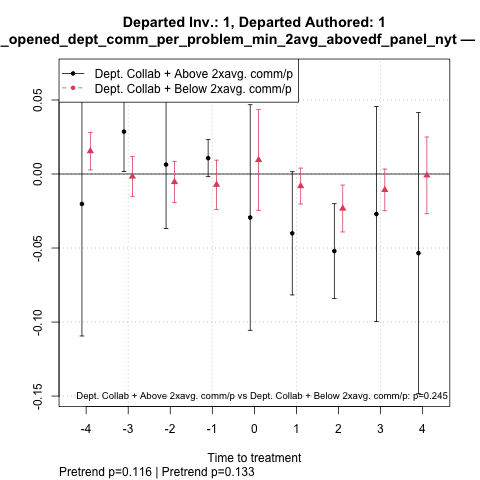 Departed Inv.: 1, Departed Authored: 1
_opened_dept_comm_per_problem_min_2avg_abovedf_panel_nyt —
Dept. Collab + Above 2xavg. comm/p
Dept. Collab + Below 2xavg. comm/p
0.05
0.00
-0.05
-0.10
-0.15
Dept. Collab + Above 2xavg. comm/p vs Dept. Collab + Below 2xavg. comm/p: p=0.245
-4 -3 -2 -1 0 1 2 3 4
Time to treatment
Pretrend p=0.116 | Pretrend p=0.133